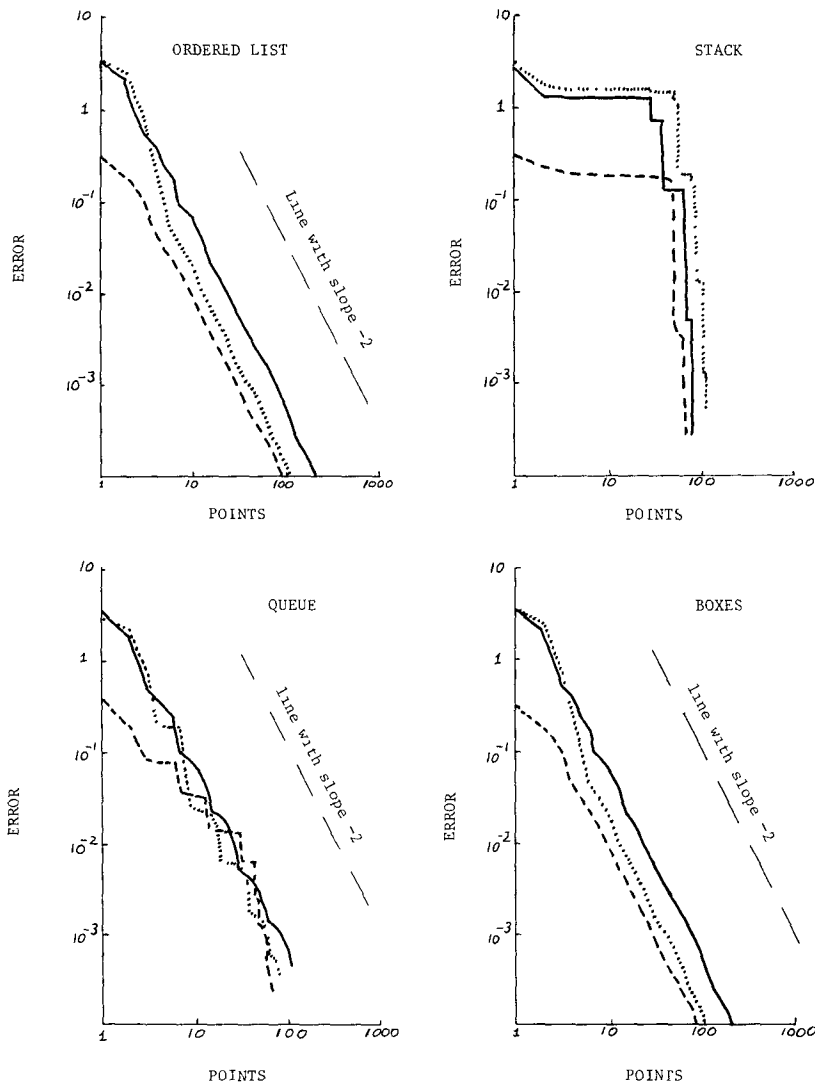 ORDERED LIST
10
1
10-1
10-2
10-3
ERROR
Line with slope -2
1
10
100
1000
POINTS
STACK
10
1
10-1
10-2
10-3
ERROR
1
10
100
1000
POINTS
QUEUE
10
1
10-1
10-2
10-3
ERROR
line with slope -2
1
10
100
1000
POINTS
BOXES
10
1
10-1
10-2
10-3
ERROR
line with slope -2
1
10
100
1000
POINTS